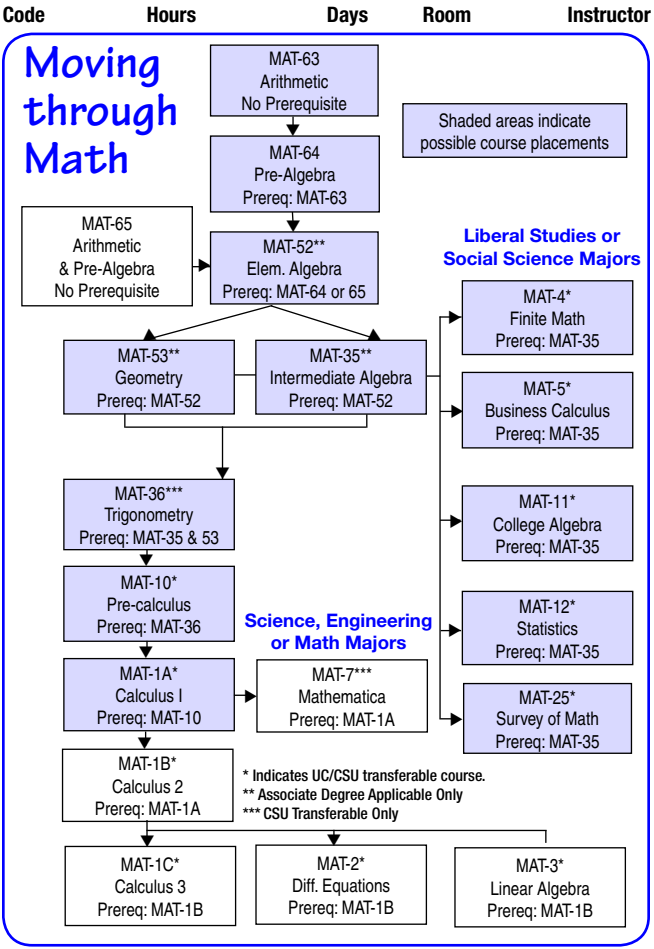 Code Hours Days Room Instructor
Moving
through
Math
MAT-63
Arithmetic
No Prerequisite
Shaded areas indicate
possible course placements
MAT-64
Pre-Algebra
Prereq: MAT-63
MAT-65
Arithmetic
& Pre-Algebra
No Prerequisite
MAT-52**
Elem. Algebra
Prereq: MAT-64 or 65
Liberal Studies or
Social Science Majors
MAT-4*
Finite Math
Prereq: MAT-35
MAT-53**
Geometry
Prereq: MAT-52
MAT-35**
Intermediate Algebra
Prereq: MAT-52
MAT-5*
Business Calculus
Prereq: MAT-35
MAT-36***
Trigonometry
Prereq: MAT-35 & 53
MAT-11*
College Algebra
Prereq: MAT-35
MAT-10*
Pre-calculus
Prereq: MAT-36
MAT-12*
Statistics
Prereq: MAT-35
Science, Engineering
or Math Majors
MAT-1A*
Calculus I
Prereq: MAT-10
MAT-7***
Mathematica
Prereq: MAT-1A
MAT-25*
Survey of Math
Prereq: MAT-35
MAT-1B*
Calculus 2
Prereq: MAT-1A
* Indicates UC/CSU transferable course.
** Associate Degree Applicable Only
*** CSU Transferable Only
MAT-1C*
Calculus 3
Prereq: MAT-1B
MAT-2*
Diff. Equations
Prereq: MAT-1B
MAT-3*
Linear Algebra
Prereq: MAT-1B